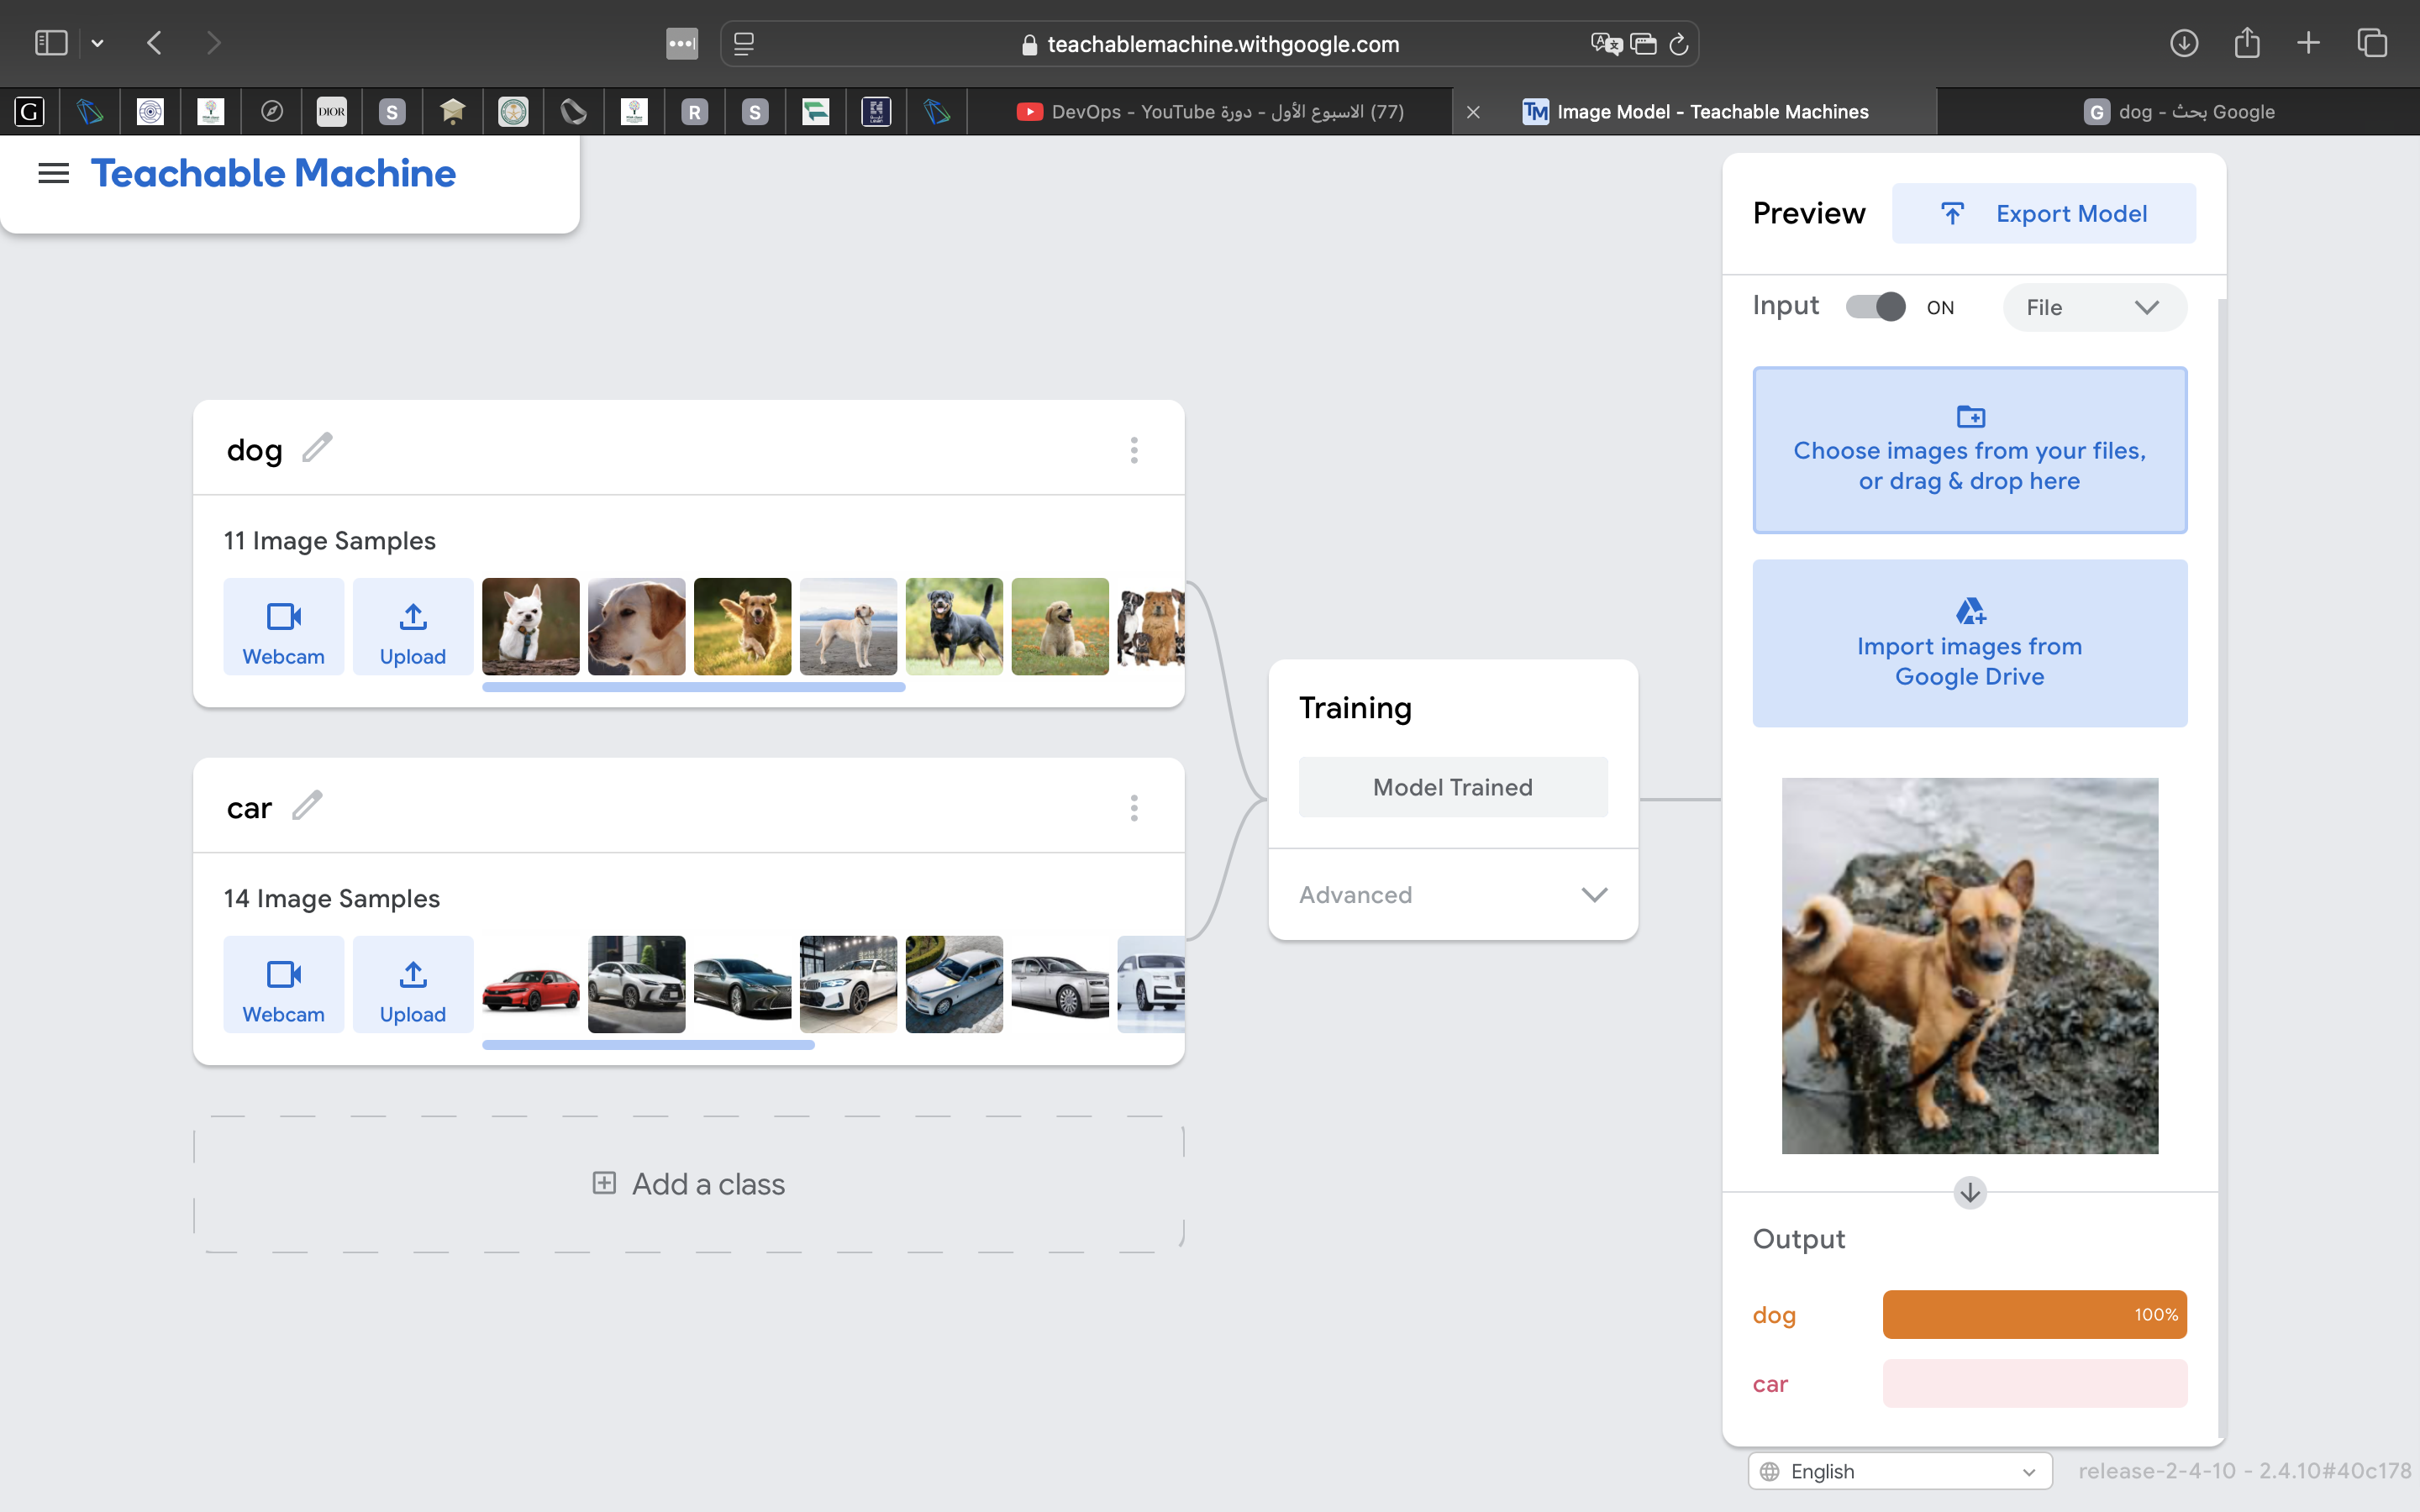 teachablemachine.withgoogle.com
G
DIOR
S
R
S
(77) الاسبوع الأول - دورة DevOps - YouTube
TM Image Model - Teachable Machines
G dog - بحث Google
Teachable Machine
Preview
Export Model
Input
ON
File
Choose images from your files,
or drag & drop here
Import images from
Google Drive
dog
11 Image Samples
Webcam
Upload
Training
Model Trained
Advanced
car
14 Image Samples
Webcam
Upload
Add a class
Output
dog
100%
car
English
release-2-4-10 - 2.4.10#40c178